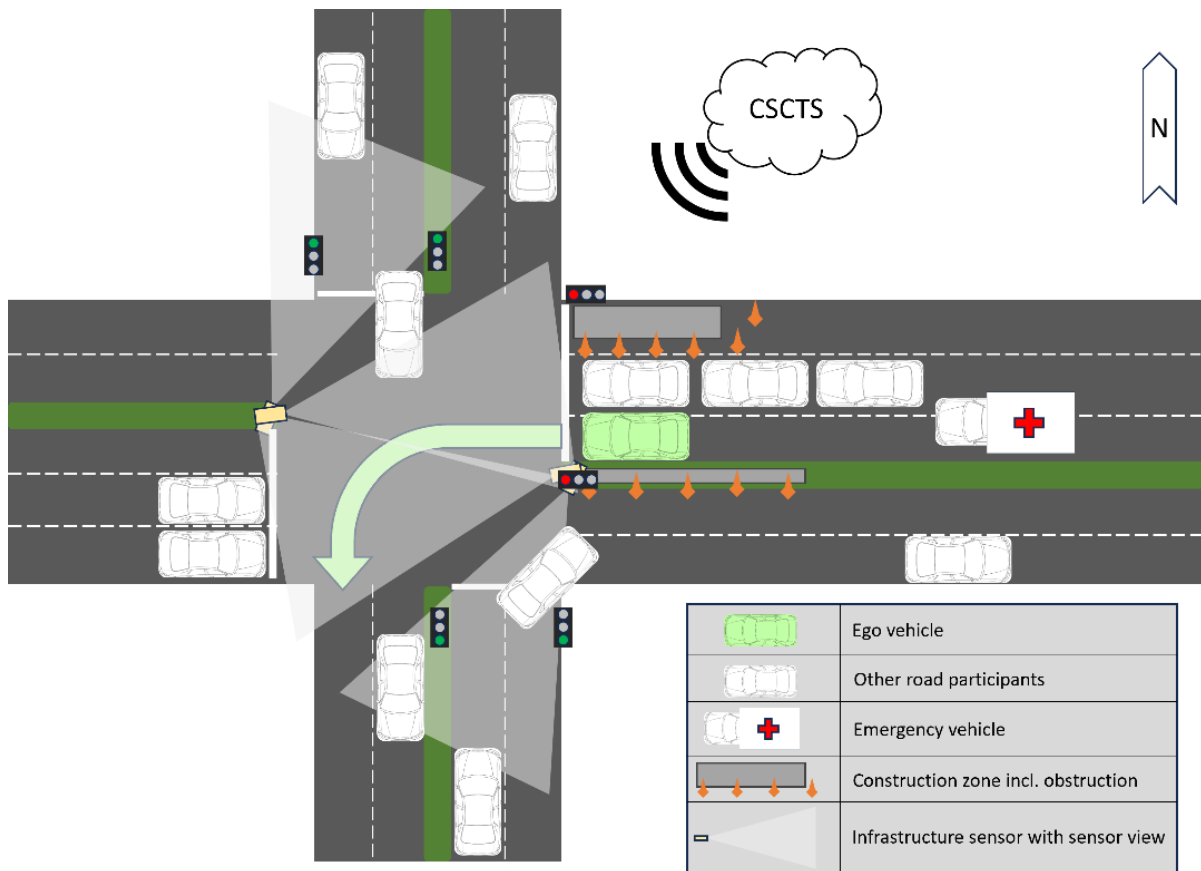 CSCTS
N
Ego vehicle
Other road participants
Emergency vehicle
Construction zone incl. obstruction
Infrastructure sensor with sensor view